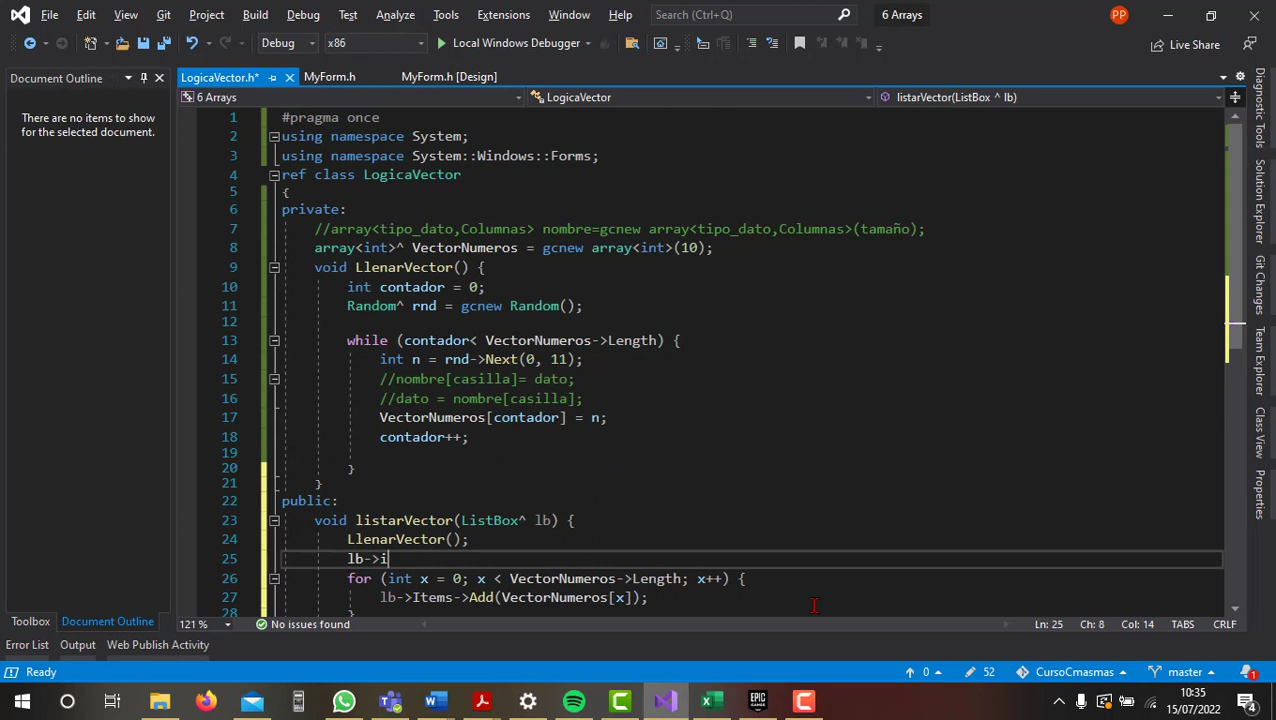 File Edit View Git Project Build Debug Test Analyze Tools Extensions Window Help Search (Ctrl+Q) 6 Arrays PP
Debug x86 Local Windows Debugger Live Share
Document Outline
There are no items to show
for the selected document.
LogicaVector.h* MyForm.h MyForm.h [Design]
6 Arrays LogicaVector listarVector(ListBox ^ lb)
1 #pragma once
2 using namespace System;
3 using namespace System::Windows::Forms;
4 ref class LogicaVector
5 {
6 private:
7 //array<tipo_dato,Columnas> nombre=gcnew array<tipo_dato,Columnas>(tamaño);
8 array<int>^ VectorNumeros = gcnew array<int>(10);
9 void LlenarVector() {
10 int contador = 0;
11 Random^ rnd = gcnew Random();
12
13 while (contador< VectorNumeros->Length) {
14 int n = rnd->Next(0, 11);
15 //nombre[casilla]= dato;
16 //dato = nombre[casilla];
17 VectorNumeros[contador] = n;
18 contador++;
19
20 }
21 }
22 public:
23 void listarVector(ListBox^ lb) {
24 LlenarVector();
25 lb->i
26 for (int x = 0; x < VectorNumeros->Length; x++) {
27 lb->Items->Add(VectorNumeros[x]);
28 }
Diagnostic Tools
Solution Explorer
Git Changes
Team Explorer
Class View
Properties
Toolbox Document Outline 121 % No issues found Ln: 25 Ch: 8 Col: 14 TABS CRLF
Error List Output Web Publish Activity
Ready 0 52 CursoCmasmas master 1
10:35
15/07/2022 4